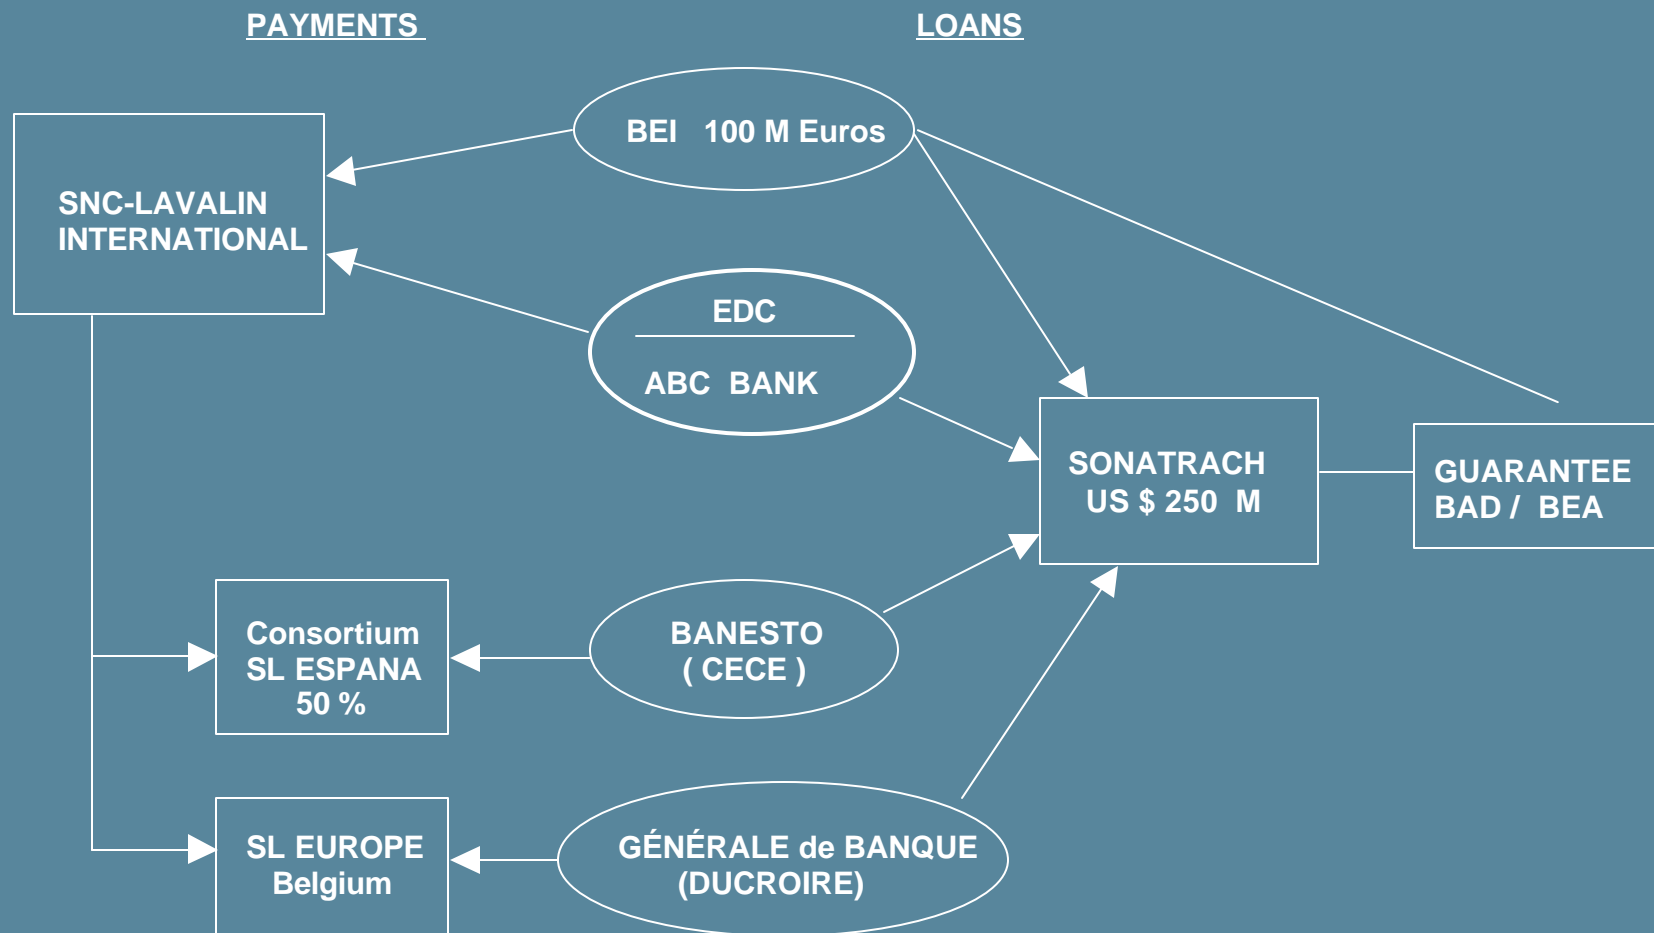 PAYMENTS
LOANS
BEI 100 M Euros
SNC-LAVALIN
INTERNATIONAL
EDC
ABC BANK
SONATRACH
US $ 250 M
GUARANTEE
BAD / BEA
Consortium
SL ESPANA
50 %
BANESTO
( CECE )
SL EUROPE
Belgium
GÉNÉRALE de BANQUE
(DUCROIRE)